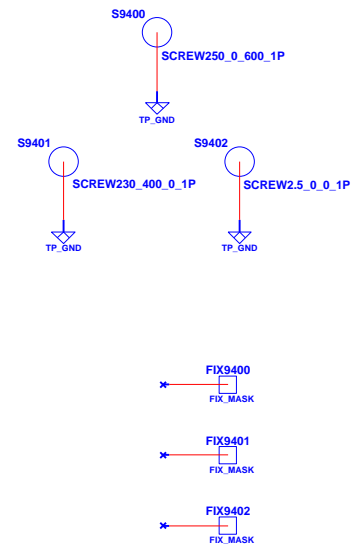 S9400
SCREW250_0_600_1P
TP_GND
S9401
SCREW230_400_0_1P
TP_GND
S9402
SCREW2.5_0_0_1P
TP_GND
FIX9400
FIX_MASK
FIX9401
FIX_MASK
FIX9402
FIX_MASK